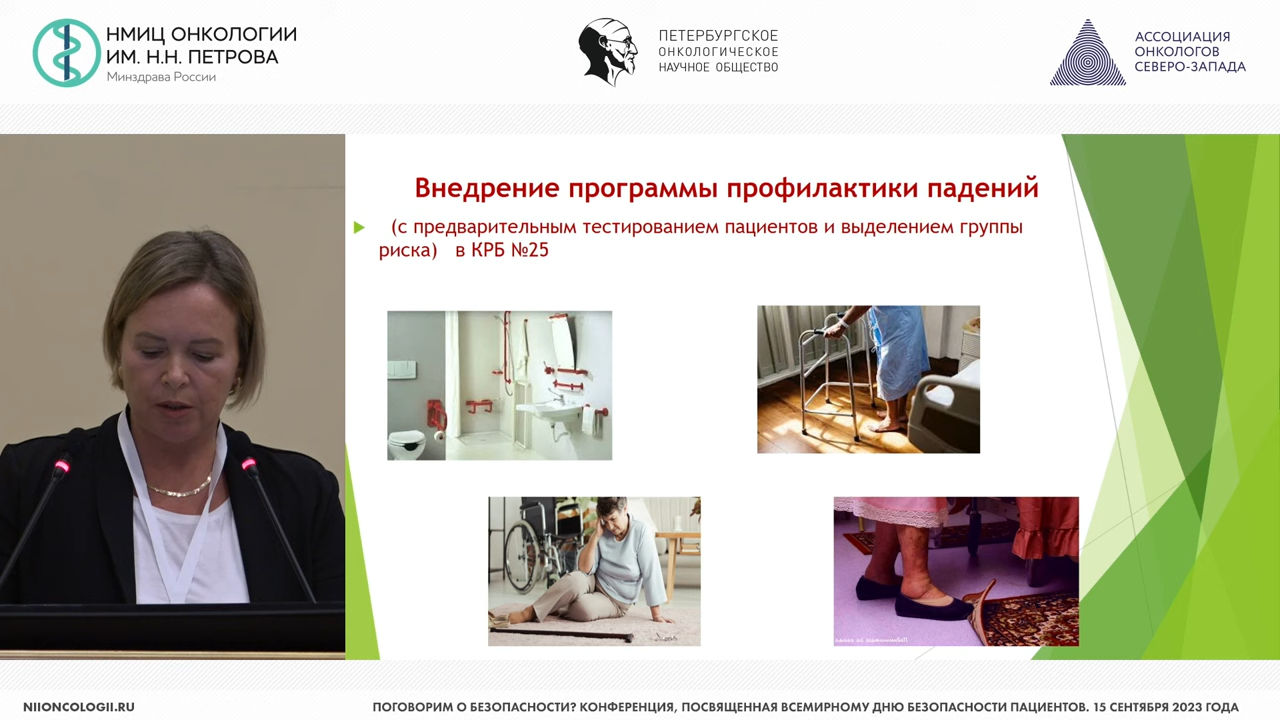 НМИЦ ОНКОЛОГИИ
ИМ. Н.Н. ПЕТРОВА
Минздрава России
ПЕТЕРБУРГСКОЕ
ОНКОЛОГИЧЕСКОЕ
НАУЧНОЕ ОБЩЕСТВО
АССОЦИАЦИЯ
ОНКОЛОГОВ
СЕВЕРО-ЗАПАДА
Внедрение программы профилактики падений
(с предварительным тестированием пациентов и выделением группы
риска) в КРБ №25
NIIONCOLOGII.RU
ПОГОВОРИМ О БЕЗОПАСНОСТИ? КОНФЕРЕНЦИЯ, ПОСВЯЩЕННАЯ ВСЕМИРНОМУ ДНЮ БЕЗОПАСНОСТИ ПАЦИЕНТОВ. 15 СЕНТЯБРЯ 2023 ГОДА